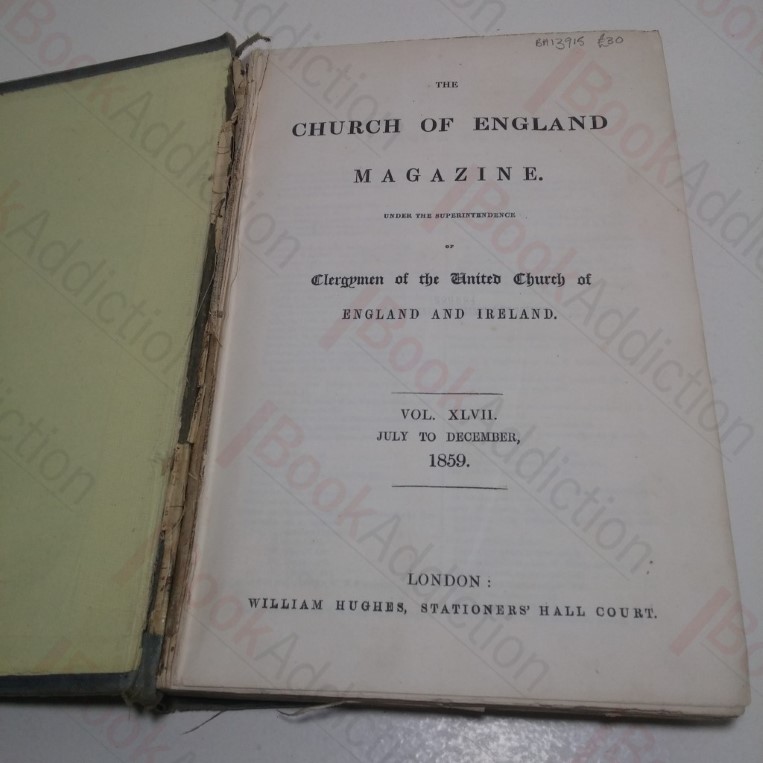 BA13915 £30
THE
CHURCH OF ENGLAND
MAGAZINE.
UNDER THE SUPERINTENDENCE
OF
Clergymen of the United Church of
ENGLAND AND IRELAND.
VOL. XLVII.
JULY TO DECEMBER,
1859.
LONDON:
WILLIAM HUGHES, STATIONERS' HALL COURT.
BookAddiction